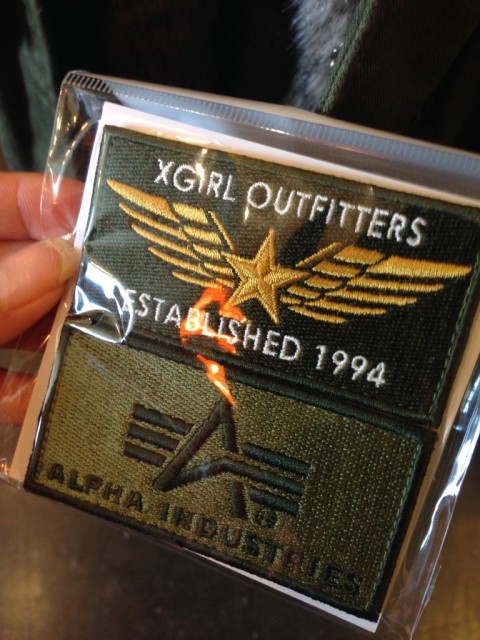 XGIRL OUTFITTERS
ESTABLISHED 1994
ALPHA INDUSTRIES